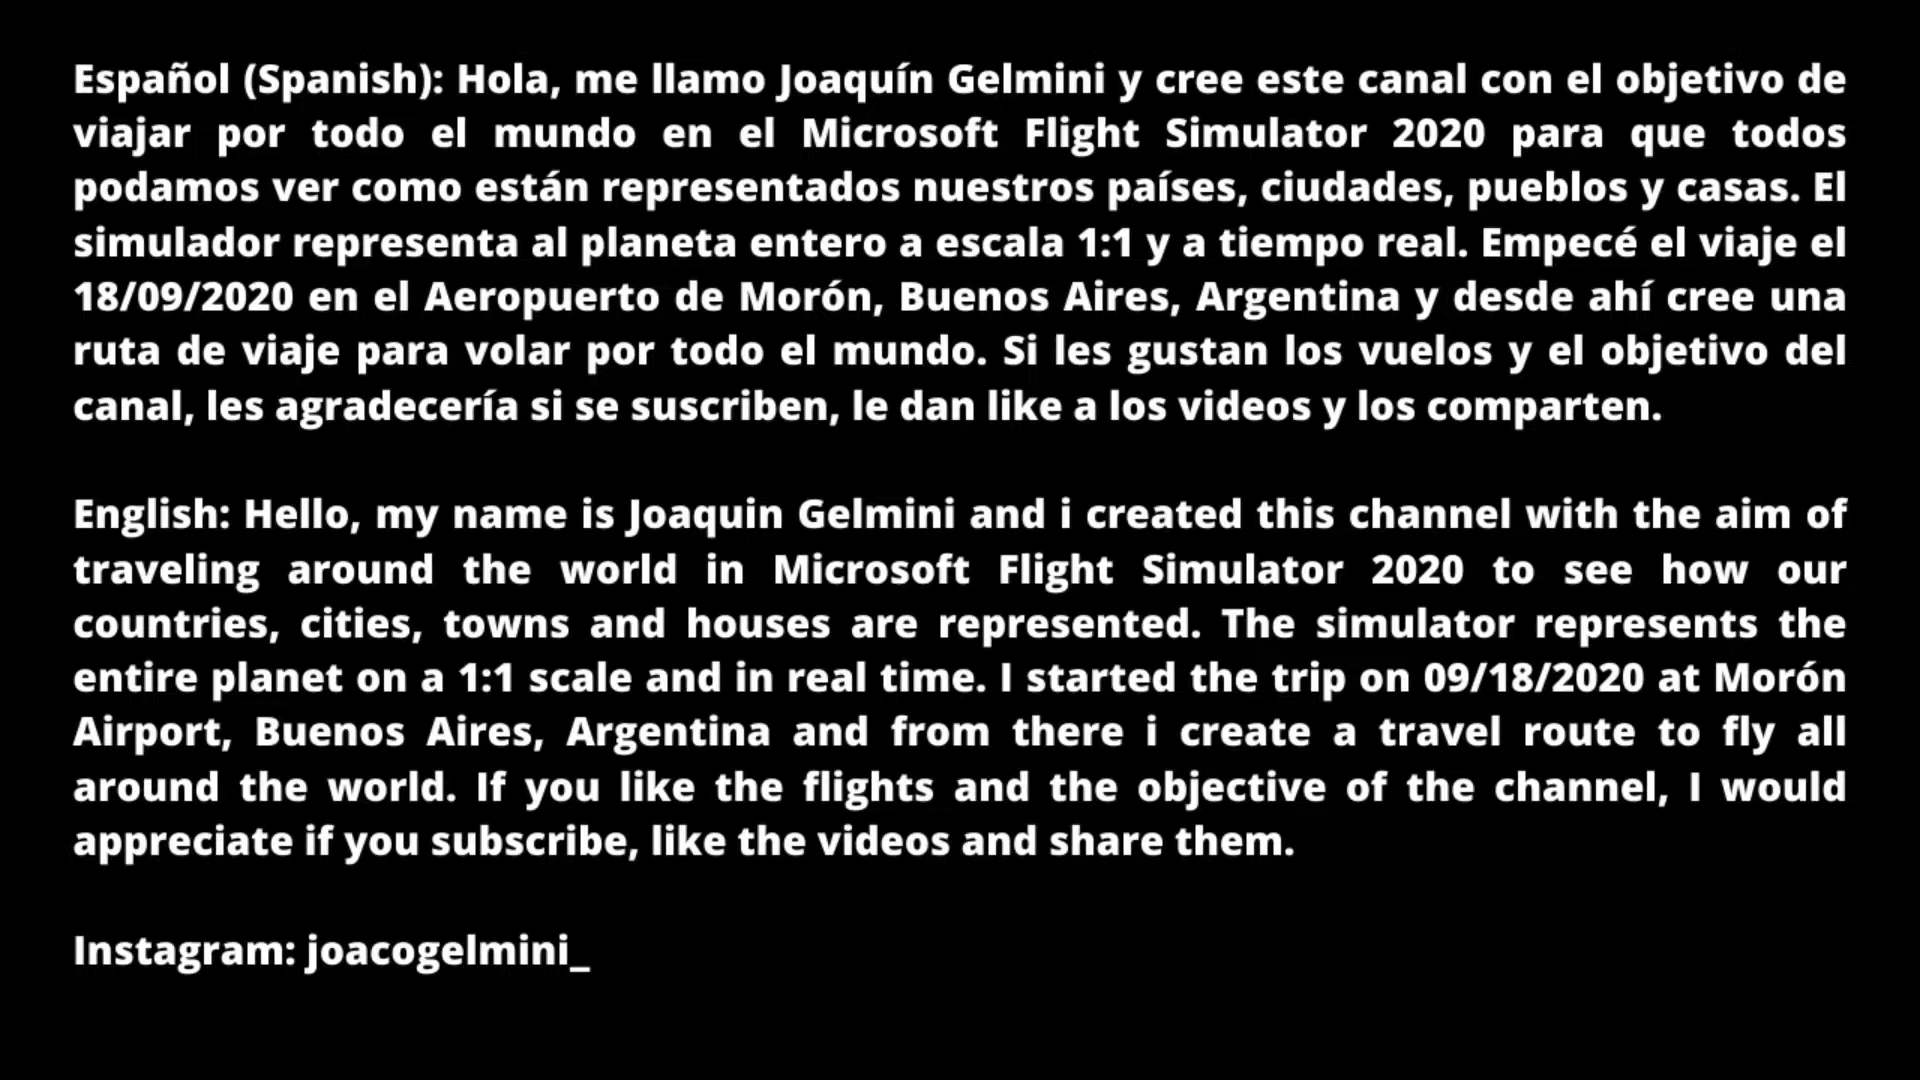 Español (Spanish): Hola, me llamo Joaquín Gelmini y cree este canal con el objetivo de
viajar por todo el mundo en el Microsoft Flight Simulator 2020 para que todos
podamos ver como están representados nuestros países, ciudades, pueblos y casas. El
simulador representa al planeta entero a escala 1:1 y a tiempo real. Empecé el viaje el
18/09/2020 en el Aeropuerto de Morón, Buenos Aires, Argentina y desde ahí cree una
ruta de viaje para volar por todo el mundo. Si les gustan los vuelos y el objetivo del
canal, les agradecería si se suscriben, le dan like a los videos y los comparten.
English: Hello, my name is Joaquin Gelmini and i created this channel with the aim of
traveling around the world in Microsoft Flight Simulator 2020 to see how our
countries, cities, towns and houses are represented. The simulator represents the
entire planet on a 1:1 scale and in real time. I started the trip on 09/18/2020 at Morón
Airport, Buenos Aires, Argentina and from there i create a travel route to fly all
around the world. If you like the flights and the objective of the channel, I would
appreciate if you subscribe, like the videos and share them.
Instagram: joacogelmini_